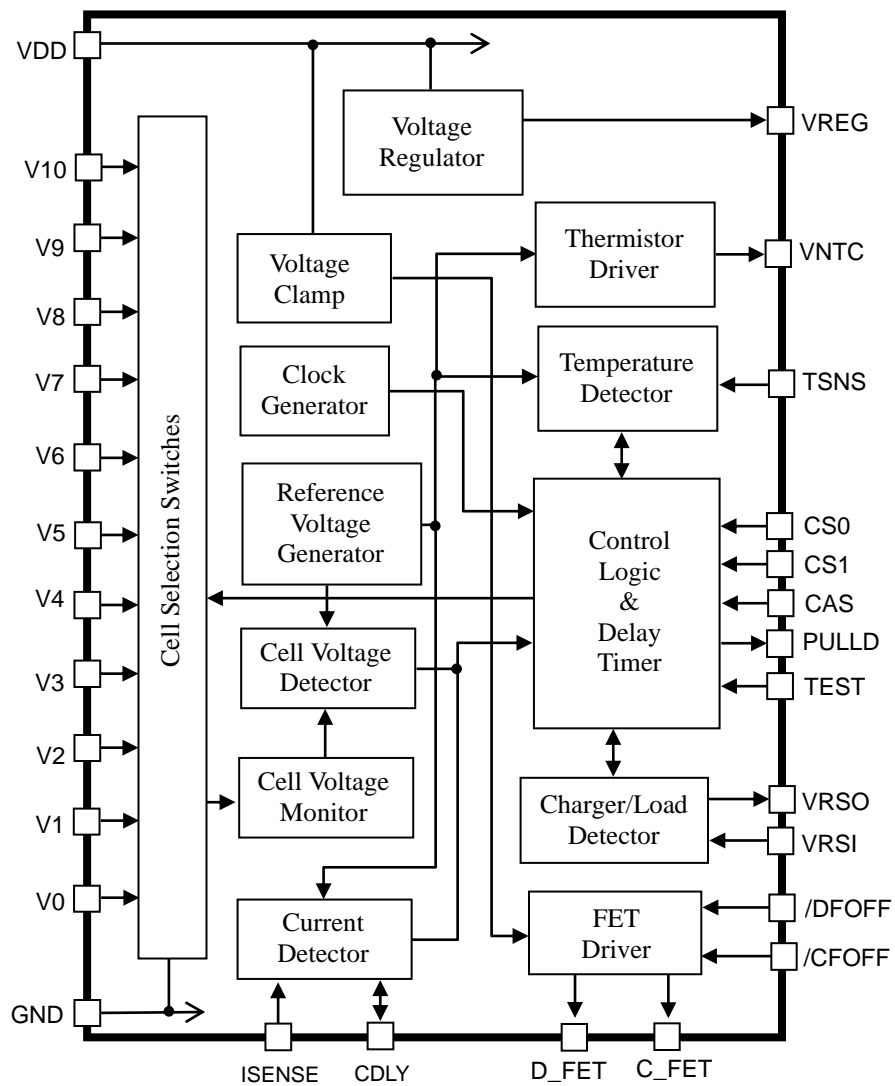 VDD
Voltage
Regulator
VREG
V10
V9
V8
V7
V6
V5
V4
V3
V2
V1
V0
GND
Cell Selection Switches
Voltage
Clamp
Thermistor
Driver
VNTC
Clock
Generator
Temperature
Detector
TSNS
Reference
Voltage
Generator
Control
Logic
&
Delay
Timer
CS0
CS1
CAS
PULLD
TEST
Cell Voltage
Detector
Cell Voltage
Monitor
Charger/Load
Detector
VRSO
VRSI
Current
Detector
FET
Driver
/DFOFF
/CFOFF
ISENSE
CDLY
D_FET
C_FET